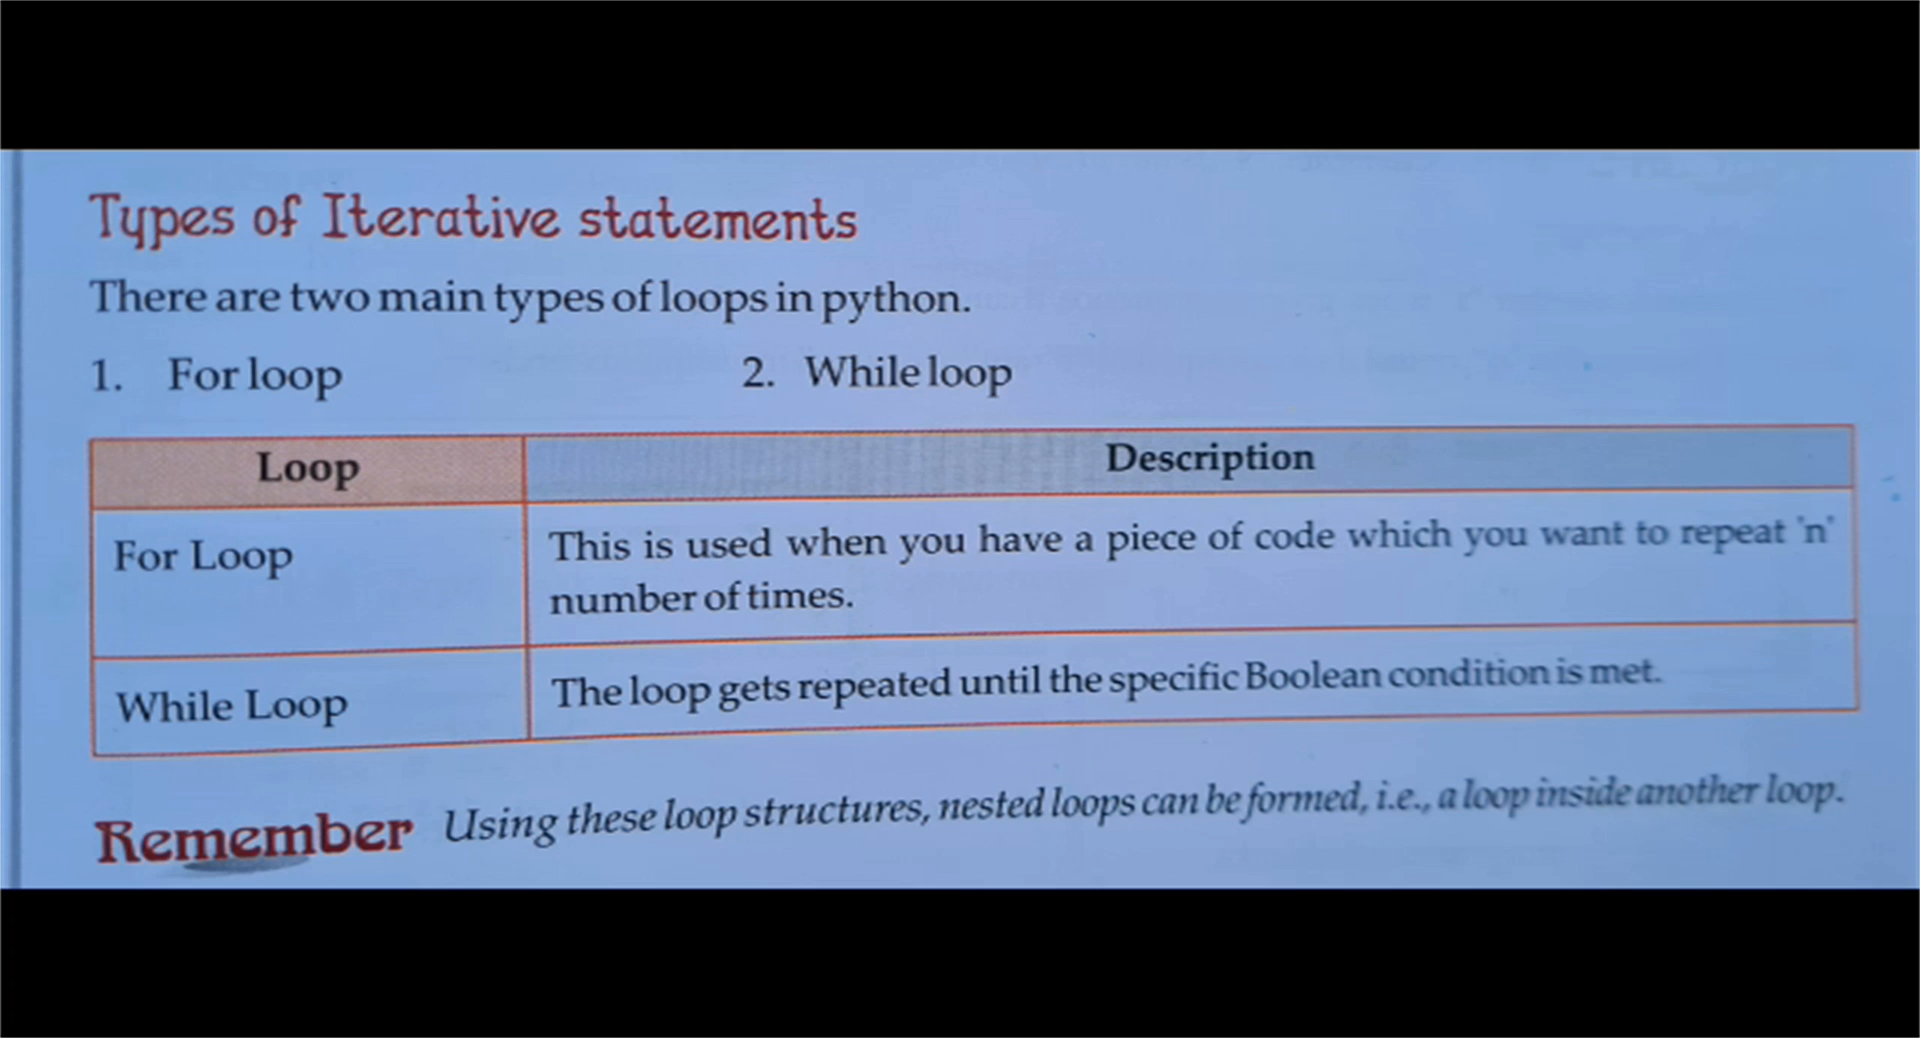 Types of Iterative statements
There are two main types of loops in python.
1. For loop 2. While loop
Loop Description
For Loop This is used when you have a piece of code which you want to repeat 'n'
number of times.
While Loop The loop gets repeated until the specific Boolean condition is met.
Remember Using these loop structures, nested loops can be formed, i.e., a loop inside another loop.